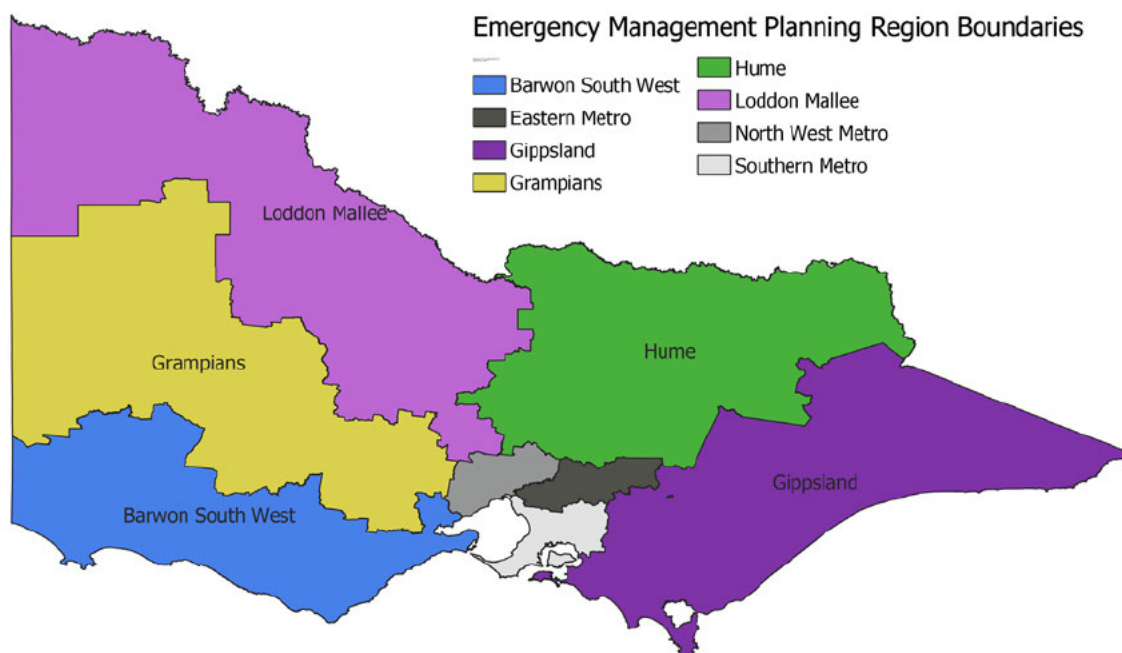 Emergency Management Planning Region Boundaries
Barwon South West
Eastern Metro
Gippsland
Grampians
Hume
Loddon Mallee
North West Metro
Southern Metro
Loddon Mallee
Hume
Grampians
Gippsland
Barwon South West